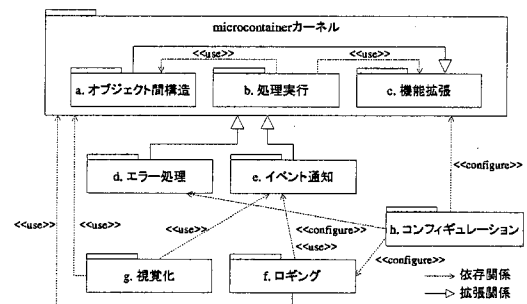 microcontainerカーネル
<<use>>
<<use>>
a. オブジェクト間構造
b. 処理実行
c. 機能拡張
<<configure>>
d. エラー処理
e. イベント通知
<<use>>
<<use>>
<<use>>
<<configure>>
<<use>>
h. コンフィギュレーション
<<configure>>
g. 視覚化
f. ロギング
依存関係
拡張関係